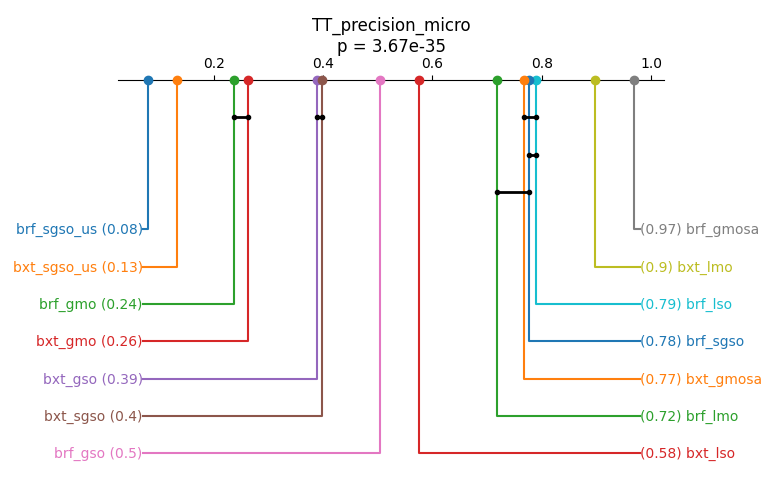 TT_precision_micro
p = 3.67e-35
0.2 0.4 0.6 0.8 1.0
brf_sgso_us (0.08) (0.97) brf_gmosa
bxt_sgso_us (0.13) (0.9) bxt_lmo
brf_gmo (0.24) (0.79) brf_lso
bxt_gmo (0.26) (0.78) brf_sgso
bxt_gso (0.39) (0.77) bxt_gmosa
bxt_sgso (0.4) (0.72) brf_lmo
brf_gso (0.5) (0.58) bxt_lso